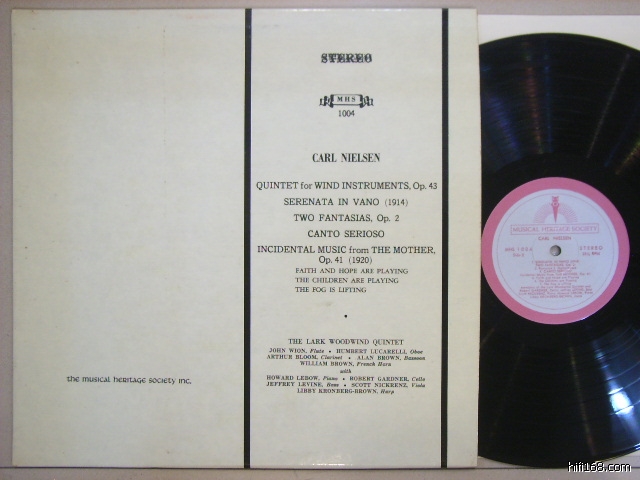 STEREO
MHS
1004
CARL NIELSEN
QUINTET for WIND INSTRUMENTS, Op. 43
SERENATA IN VANO (1914)
TWO FANTASIAS, Op. 2
CANTO SERIOSO
INCIDENTAL MUSIC from THE MOTHER,
Op. 41 (1920)
FAITH AND HOPE ARE PLAYING
THE CHILDREN ARE PLAYING
THE FOG IS LIFTING
THE LARK WOODWIND QUINTET
JOHN WION, Flute • HUMBERT LUCARELLI, Oboe
ARTHUR BLOOM, Clarinet • ALAN BROWN, Bassoon
WILLIAM BROWN, French Horn
with
HOWARD LEBOW, Piano • ROBERT GARDNER, Cello
JEFFREY LEVINE, Bass • SCOTT NICKRENZ, Viola
LIBBY KRONBERG-BROWN, Harp
the musical heritage society inc.
MUSICAL HERITAGE SOCIETY
CARL NIELSEN
MHS 1004 STEREO
hifi168.com